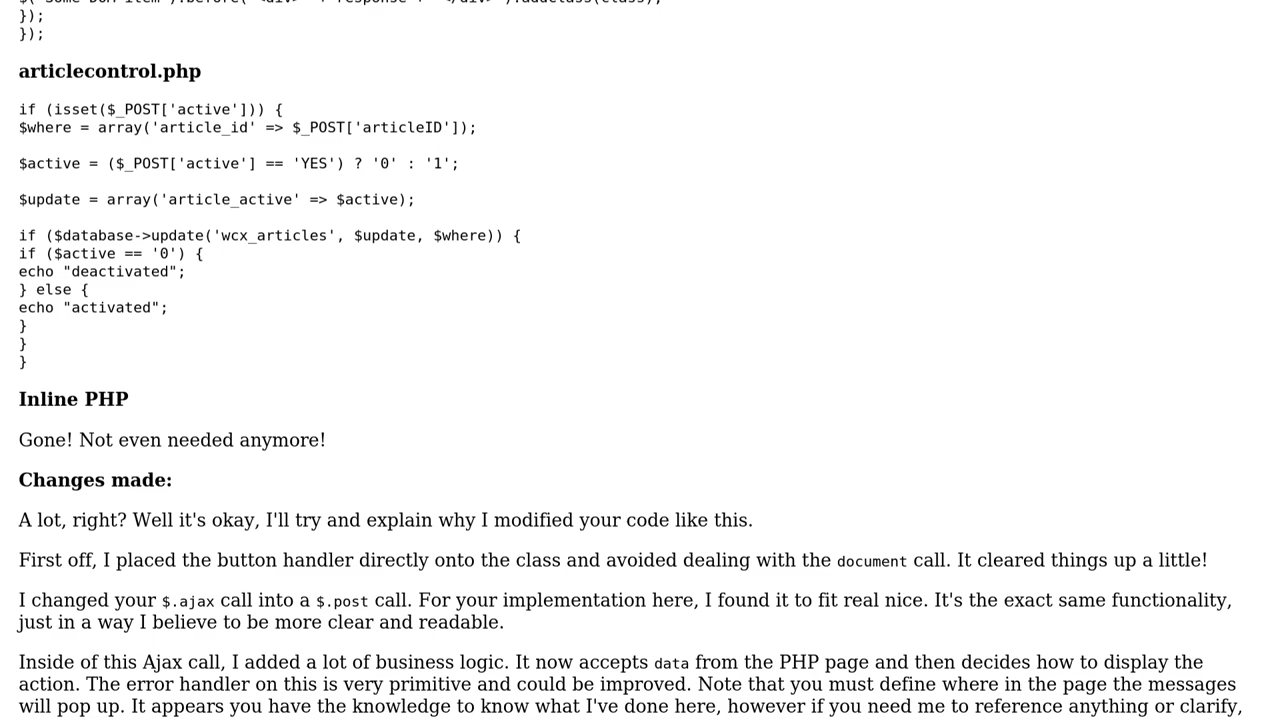 $("Some DOM item").before("<div>" + response + "</div>").addClass(class);
});
});
articlecontrol.php
if (isset($_POST['active'])) {
$where = array('article_id' => $_POST['articleID']);
$active = ($_POST['active'] == 'YES') ? '0' : '1';
$update = array('article_active' => $active);
if ($database->update('wcx_articles', $update, $where)) {
if ($active == '0') {
echo "deactivated";
} else {
echo "activated";
}
}
}
Inline PHP
Gone! Not even needed anymore!
Changes made:
A lot, right? Well it's okay, I'll try and explain why I modified your code like this.
First off, I placed the button handler directly onto the class and avoided dealing with the document call. It cleared things up a little!
I changed your $.ajax call into a $.post call. For your implementation here, I found it to fit real nice. It's the exact same functionality,
just in a way I believe to be more clear and readable.
Inside of this Ajax call, I added a lot of business logic. It now accepts data from the PHP page and then decides how to display the
action. The error handler on this is very primitive and could be improved. Note that you must define where in the page the messages
will pop up. It appears you have the knowledge to know what I've done here, however if you need me to reference anything or clarify,